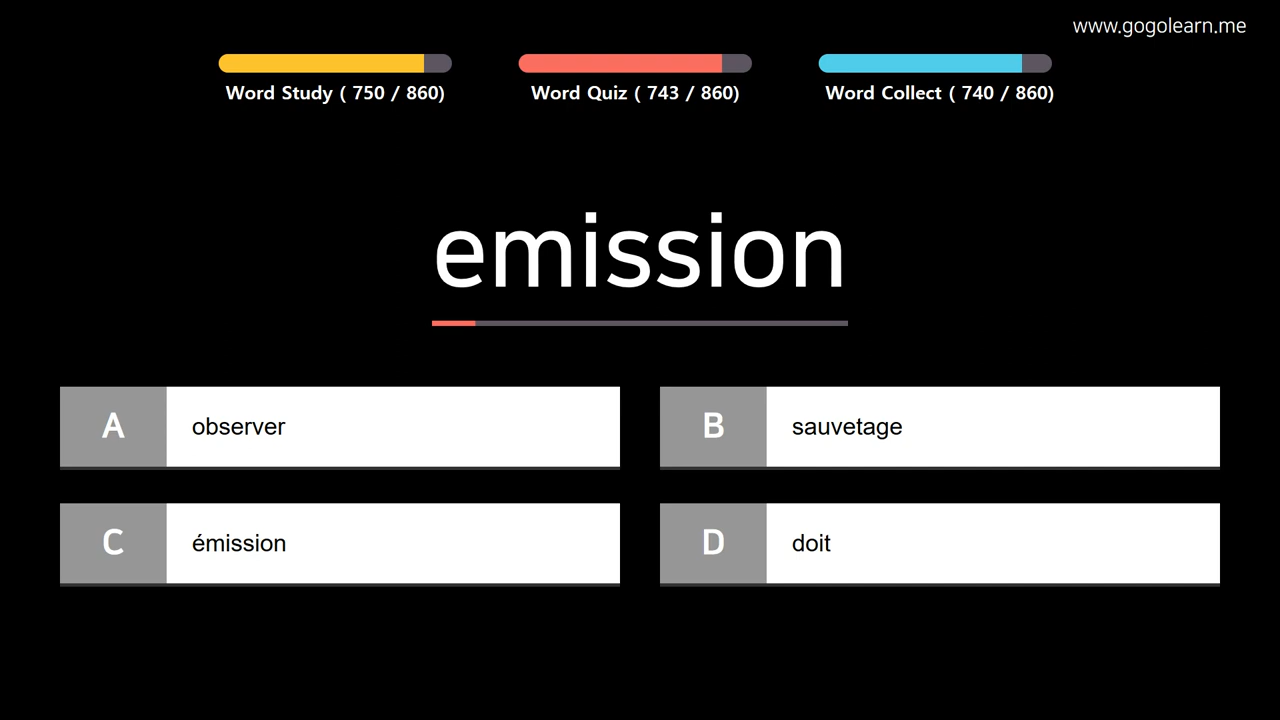 www.gogolearn.me
Word Study ( 750 / 860)
Word Quiz ( 743 / 860)
Word Collect ( 740 / 860)
emission
A observer
B sauvetage
C émission
D doit